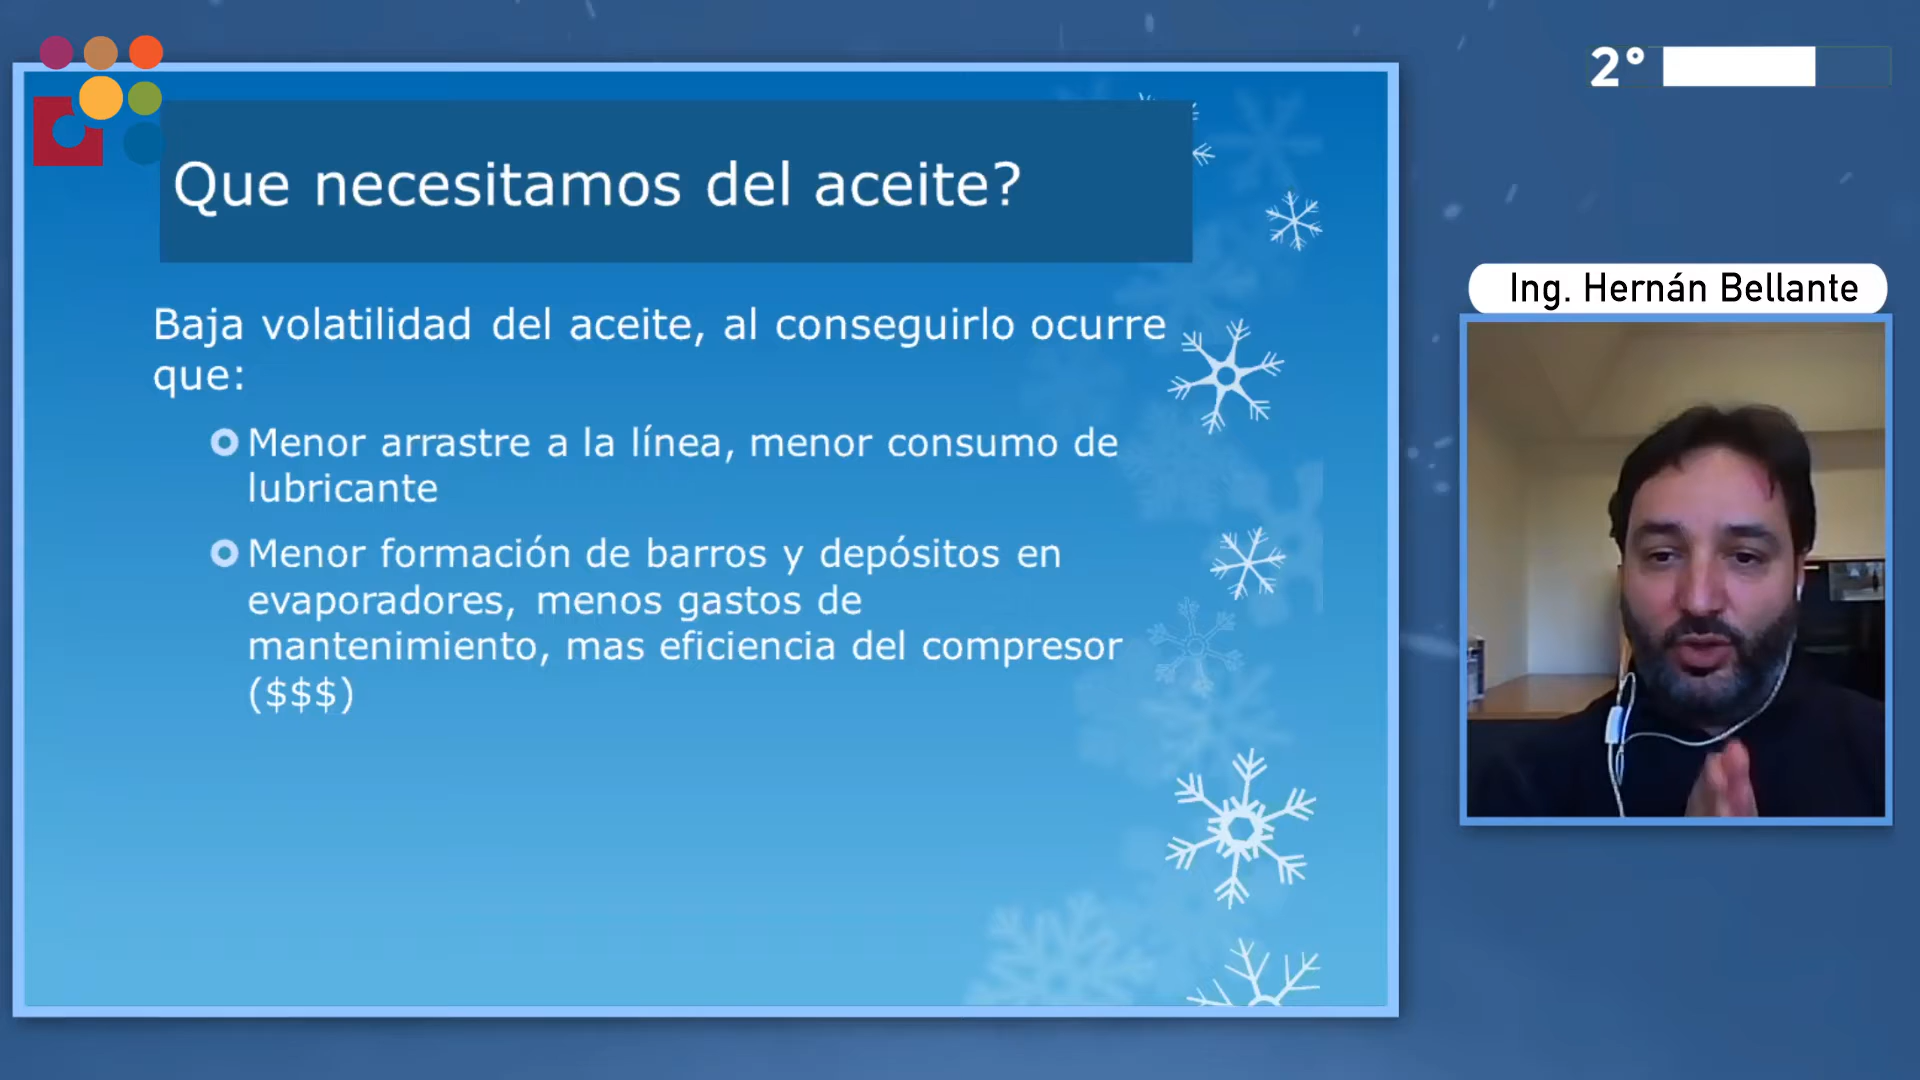 Que necesitamos del aceite?
Baja volatilidad del aceite, al conseguirlo ocurre
que:
Menor arrastre a la línea, menor consumo de
lubricante
Menor formación de barros y depósitos en
evaporadores, menos gastos de
mantenimiento, mas eficiencia del compresor
($$$)
2°
Ing. Hernán Bellante